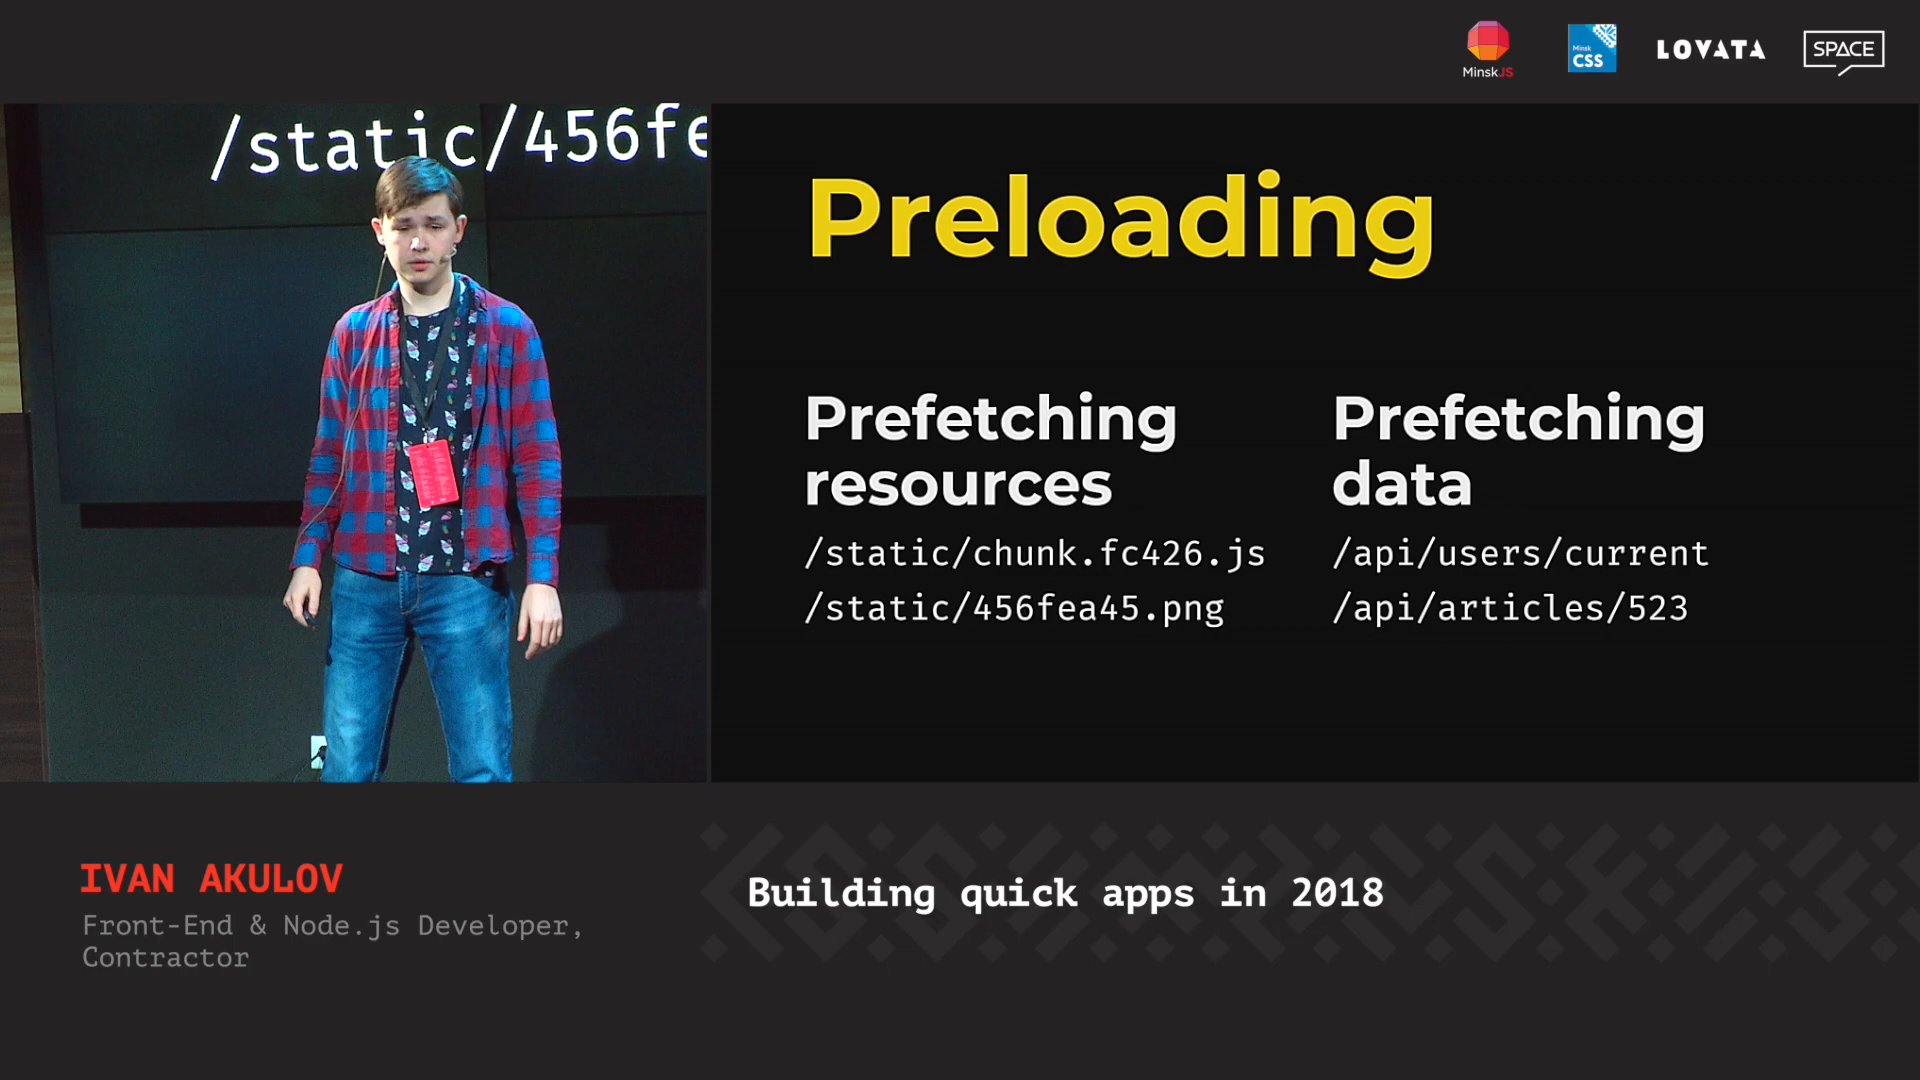 MinskJS
Minsk
CSS
LOVATA
SPACE
/static/456fe
Preloading
Prefetching
resources
/static/chunk.fc426.js
/static/456fea45.png
Prefetching
data
/api/users/current
/api/articles/523
IVAN AKULOV
Front-End & Node.js Developer,
Contractor
Building quick apps in 2018